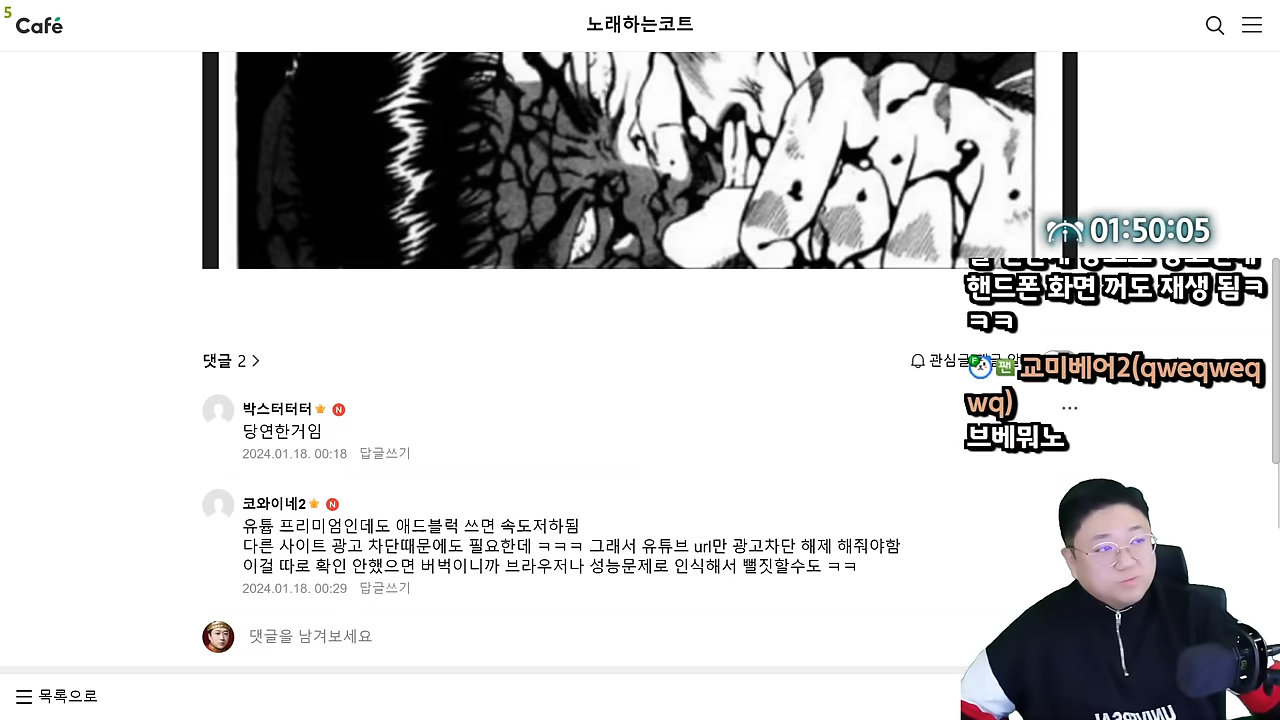 5
Café
노래하는코트
01:50:05
핸드폰 화면 꺼도 재생 됨ㅋ
ㅋㅋ
댓글 2
관심글
팬 교미베어2(qweqweq
wq)
브베뭐노
박스터터터
N
당연한거임
2024.01.18. 00:18 답글쓰기
코와이네2
N
유튭 프리미엄인데도 애드블럭 쓰면 속도저하됨
다른 사이트 광고 차단때문에도 필요한데 ㅋㅋㅋ 그래서 유튜브 url만 광고차단 해제 해줘야함
이걸 따로 확인 안했으면 버벅이니까 브라우저나 성능문제로 인식해서 뻘짓할수도 ㅋㅋ
2024.01.18. 00:29 답글쓰기
댓글을 남겨보세요
목록으로